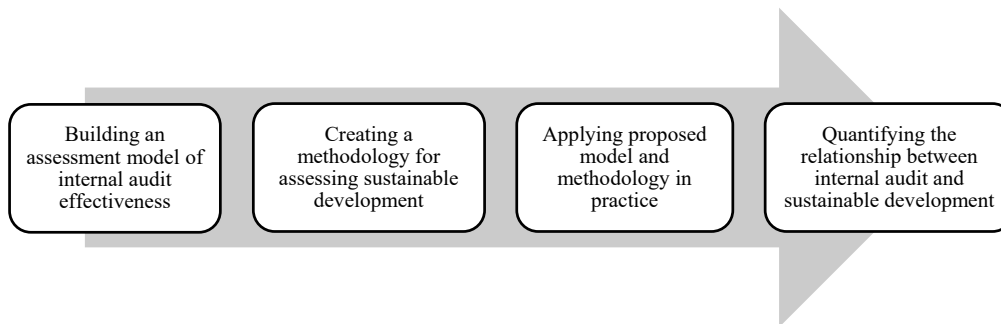 Building an
assessment model of
internal audit
effectiveness
Creating a
methodology for
assessing sustainable
development
Applying proposed
model and
methodology in
practice
Quantifying the
relationship between
internal audit and
sustainable development